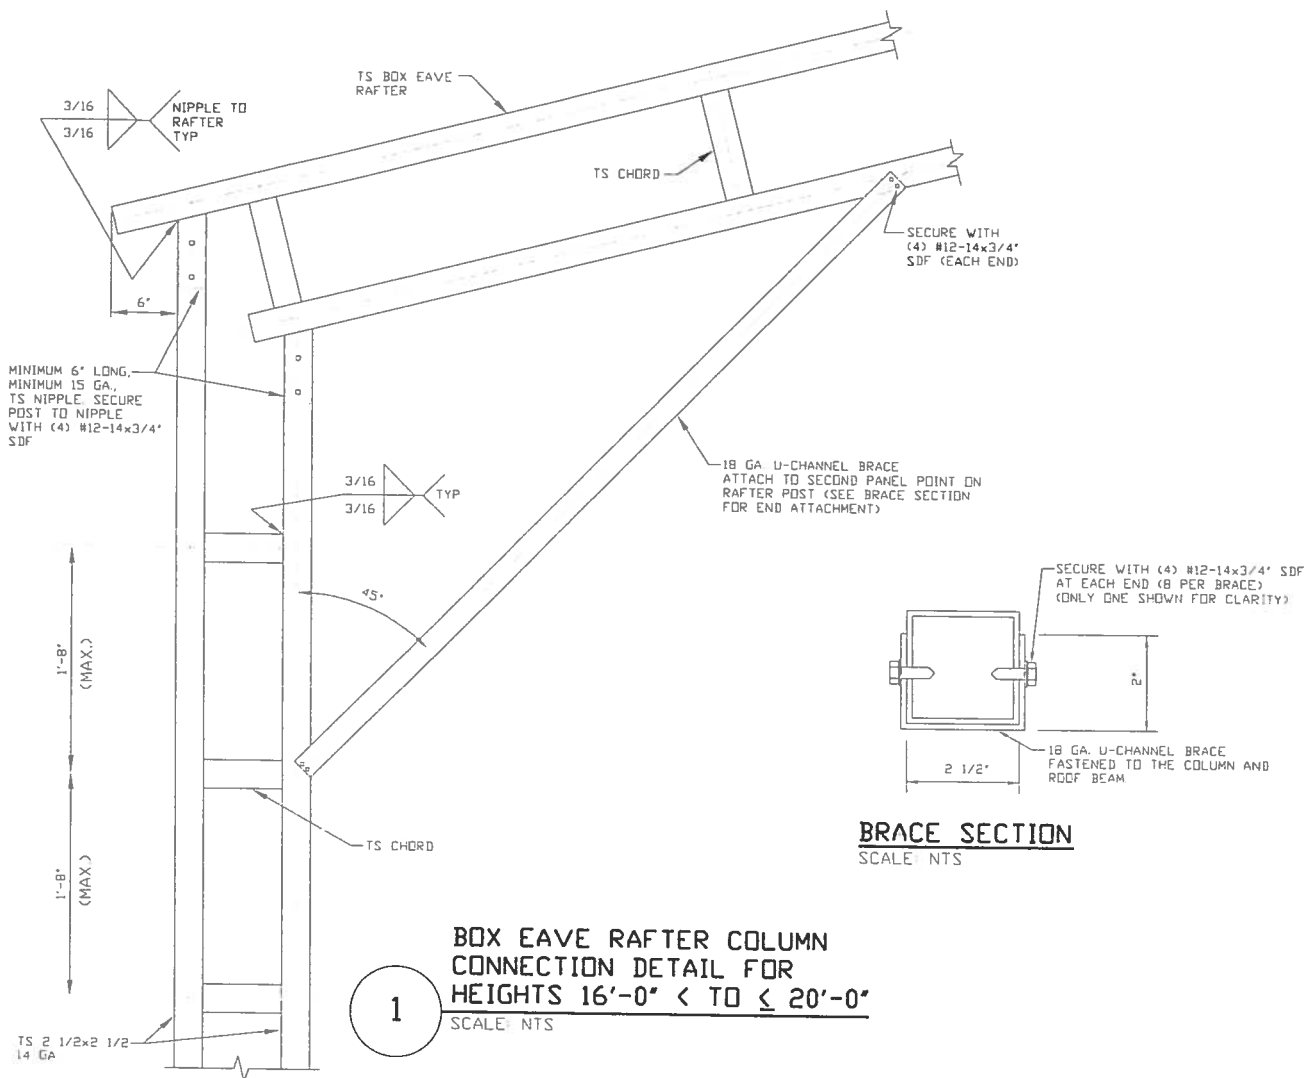 TS BOX EAVE
RAFTER
3/16
3/16
NIPPLE TO
RAFTER
TYP
TS CHORD
SECURE WITH
(4) #12-14x3/4"
SDF (EACH END)
6"
MINIMUM 6" LONG,
MINIMUM 15 GA.,
TS NIPPLE. SECURE
POST TO NIPPLE
WITH (4) #12-14x3/4"
SDF
3/16
3/16
TYP
18 GA. U-CHANNEL BRACE
ATTACH TO SECOND PANEL POINT ON
RAFTER POST (SEE BRACE SECTION
FOR END ATTACHMENT)
45°
1'-8"
(MAX.)
1'-8"
(MAX.)
TS CHORD
TS 2 1/2x2 1/2
14 GA
SECURE WITH (4) #12-14x3/4" SDF
AT EACH END (8 PER BRACE)
(ONLY ONE SHOWN FOR CLARITY)
2"
2 1/2"
18 GA. U-CHANNEL BRACE
FASTENED TO THE COLUMN AND
ROOF BEAM.
BRACE SECTION
SCALE: NTS
1
BOX EAVE RAFTER COLUMN
CONNECTION DETAIL FOR
HEIGHTS 16'-0" < TO ≤ 20'-0"
SCALE: NTS